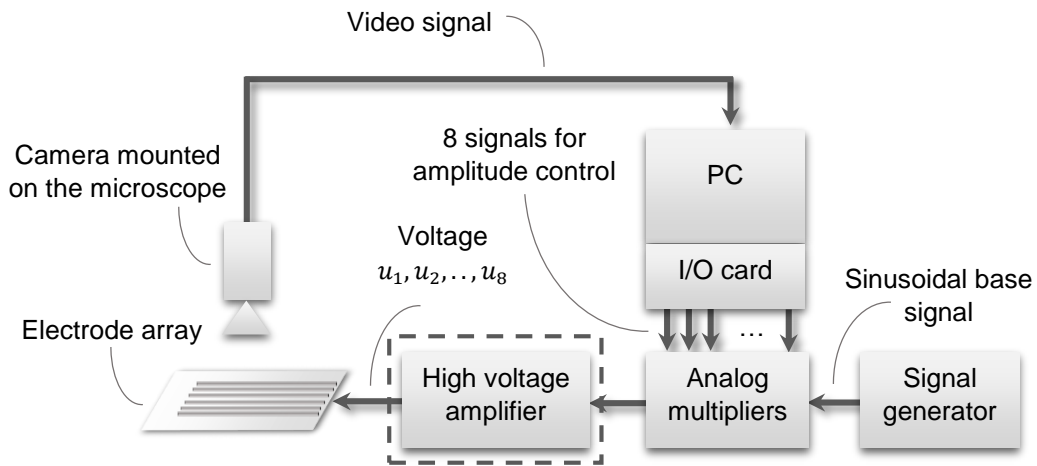 Video signal
8 signals for
amplitude control
PC
Camera mounted
on the microscope
Voltage
u₁, u₂, . . , u₈
I/O card
Sinusoidal base
signal
Electrode array
...
High voltage
amplifier
Analog
multipliers
Signal
generator